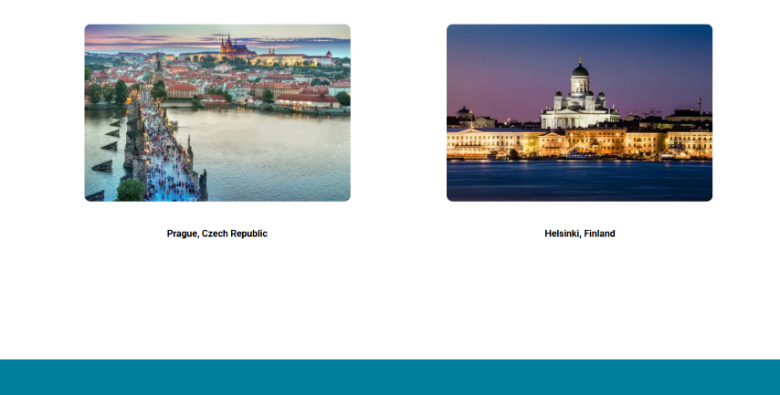 Prague, Czech Republic
Helsinki, Finland